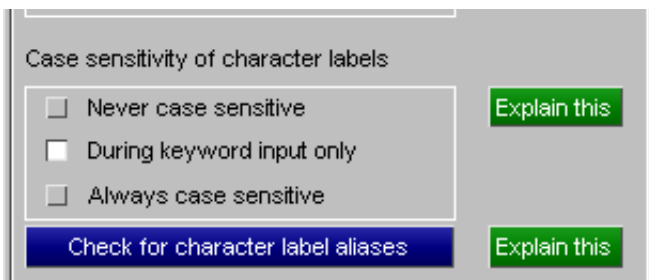 Case sensitivity of character labels
Never case sensitive
Explain this
During keyword input only
Always case sensitive
Check for character label aliases
Explain this